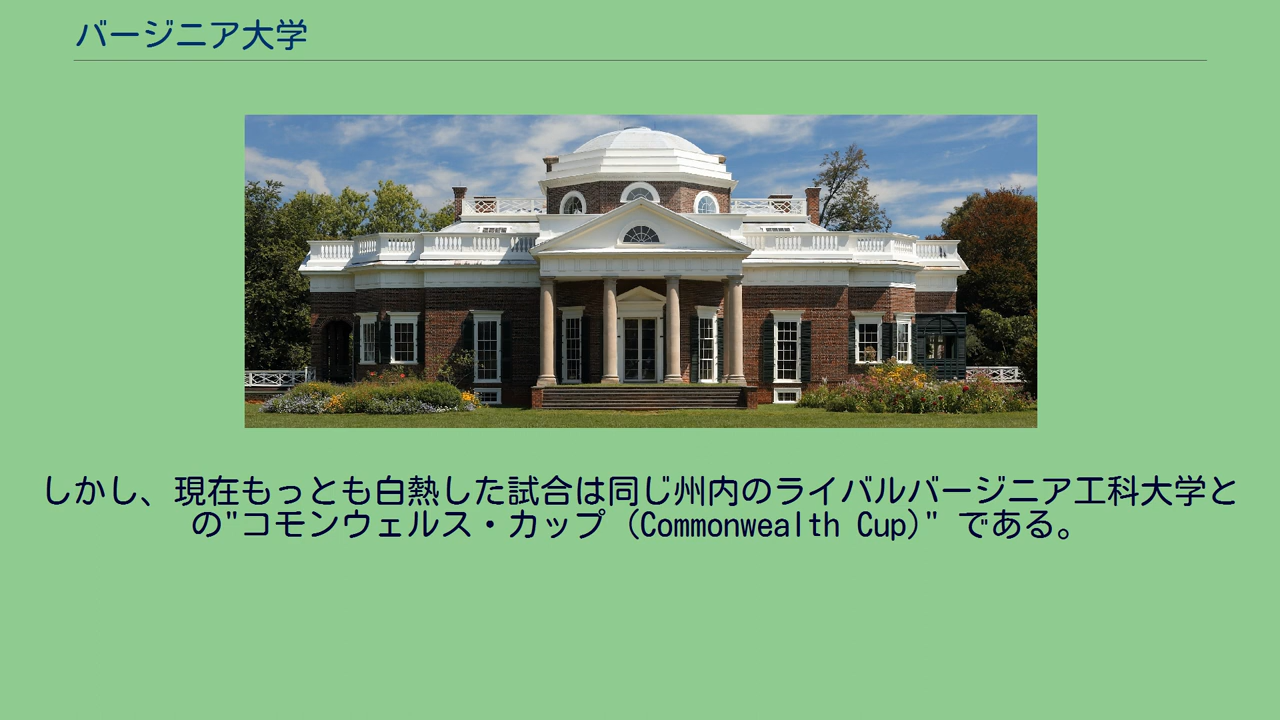 バージニア大学
しかし、現在もっとも白熱した試合は同じ州内のライバルバージニア工科大学と
の"コモンウェルス・カップ (Commonwealth Cup)" である。